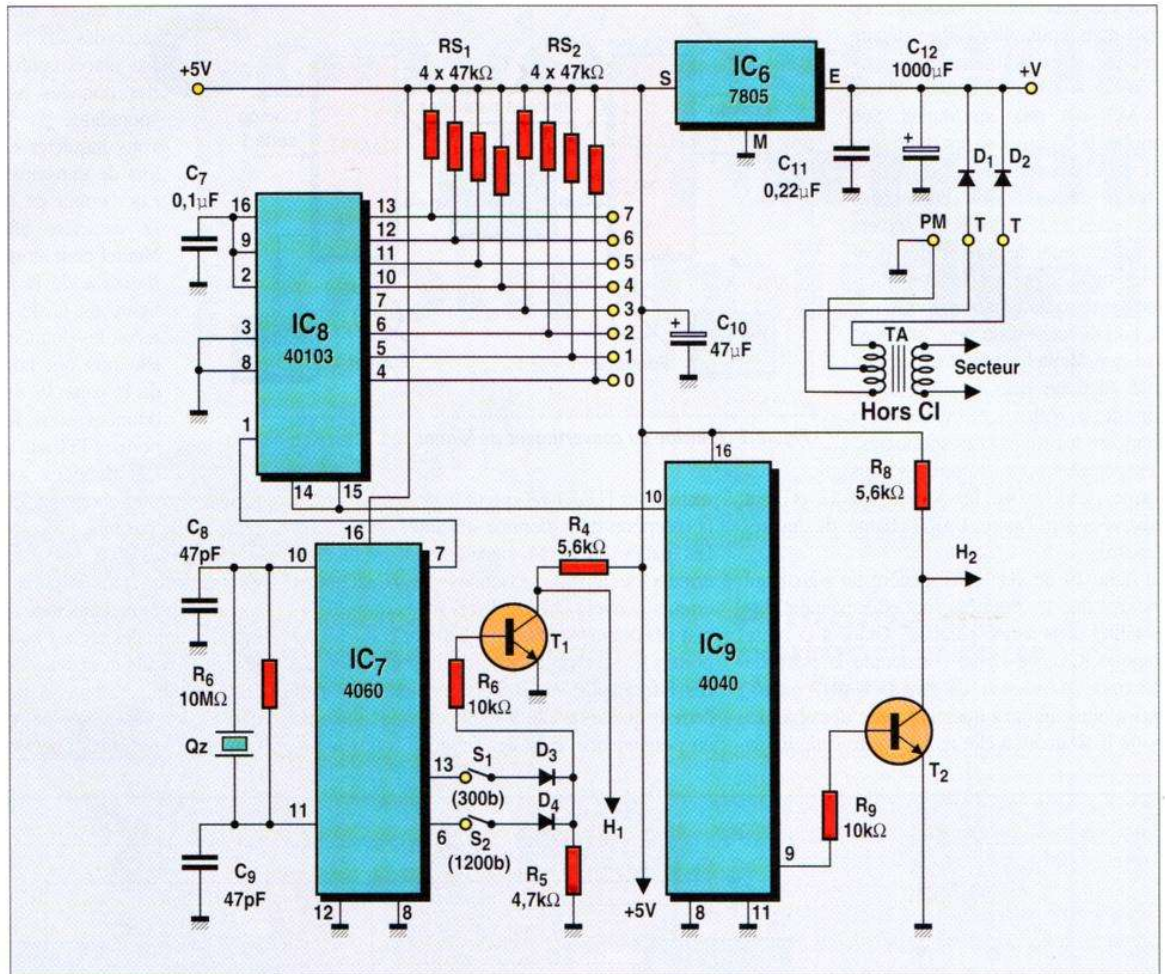 +5V
RS1
4 x 47kΩ
RS2
4 x 47kΩ
S
IC6
7805
E
M
C12
1000µF
+
+V
C11
0,22µF
D1
D2
PM
T
T
TA
Secteur
Hors CI
C7
0,1µF
16
9
2
3
8
1
IC8
40103
13
12
11
10
7
6
5
4
14
15
7
6
5
4
3
2
1
0
+
C10
47µF
16
10
R8
5,6kΩ
H2
C8
47pF
R6
10MΩ
Qz
C9
47pF
16
10
7
11
13
6
12
8
IC7
4060
R4
5,6kΩ
T1
R6
10kΩ
S1
(300b)
D3
S2
(1200b)
D4
R5
4,7kΩ
H1
+5V
IC9
4040
9
8
11
R9
10kΩ
T2